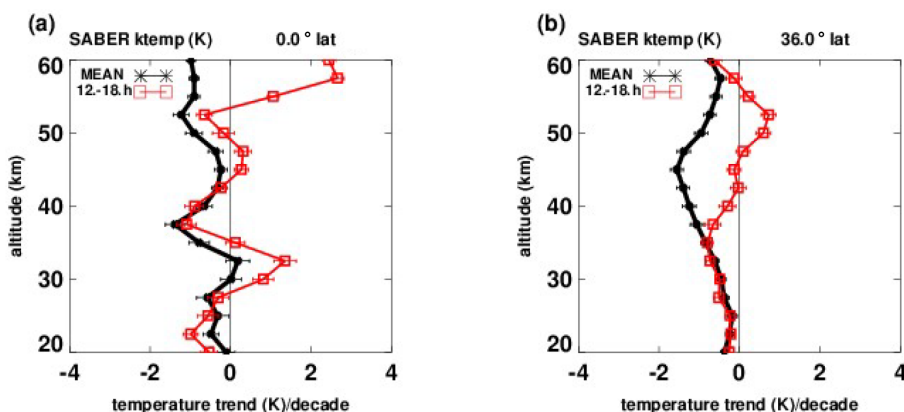 (a)
SABER ktemp (K) 0.0 ° lat
60
MEAN
12.-18.h
50
40
30
20
altitude (km)
-4 -2 0 2 4
temperature trend (K)/decade
(b)
SABER ktemp (K) 36.0 ° lat
60
MEAN
12.-18.h
50
40
30
20
altitude (km)
-4 -2 0 2 4
temperature trend (K)/decade